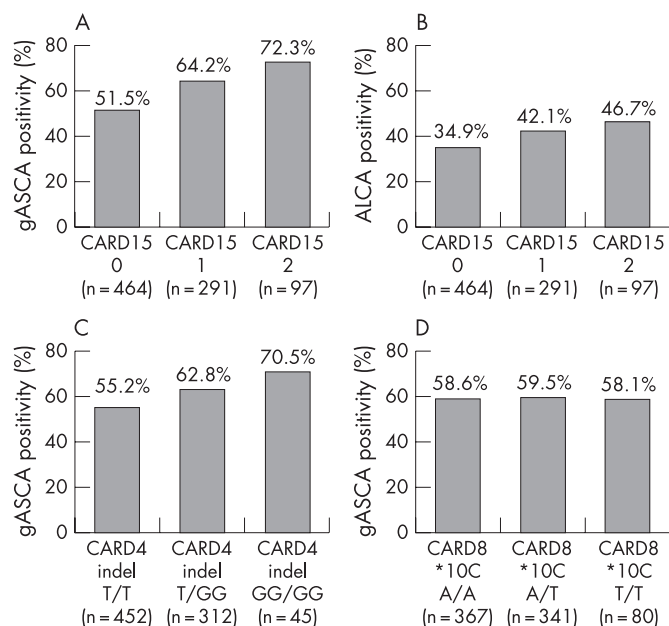 A
gASCA positivity (%)
80
60
40
20
0
51.5%
64.2%
72.3%
CARD15 CARD15 CARD15
0 1 2
(n = 464) (n = 291) (n = 97)
B
ALCA positivity (%)
80
60
40
20
0
34.9%
42.1%
46.7%
CARD15 CARD15 CARD15
0 1 2
(n = 464) (n = 291) (n = 97)
C
gASCA positivity (%)
80
60
40
20
0
55.2%
62.8%
70.5%
CARD4 CARD4 CARD4
indel indel indel
T/T T/GG GG/GG
(n = 452) (n = 312) (n = 45)
D
gASCA positivity (%)
80
60
40
20
0
58.6%
59.5%
58.1%
CARD8 CARD8 CARD8
*10C *10C *10C
A/A A/T T/T
(n = 367) (n = 341) (n = 80)